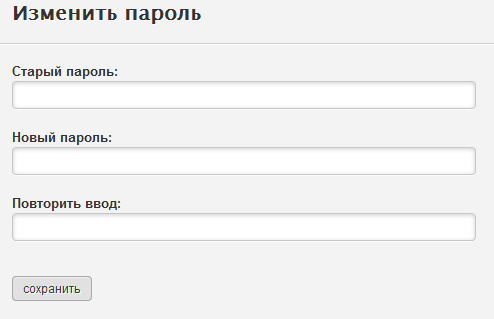 Изменить пароль
Старый пароль:
Новый пароль:
Повторить ввод:
сохранить